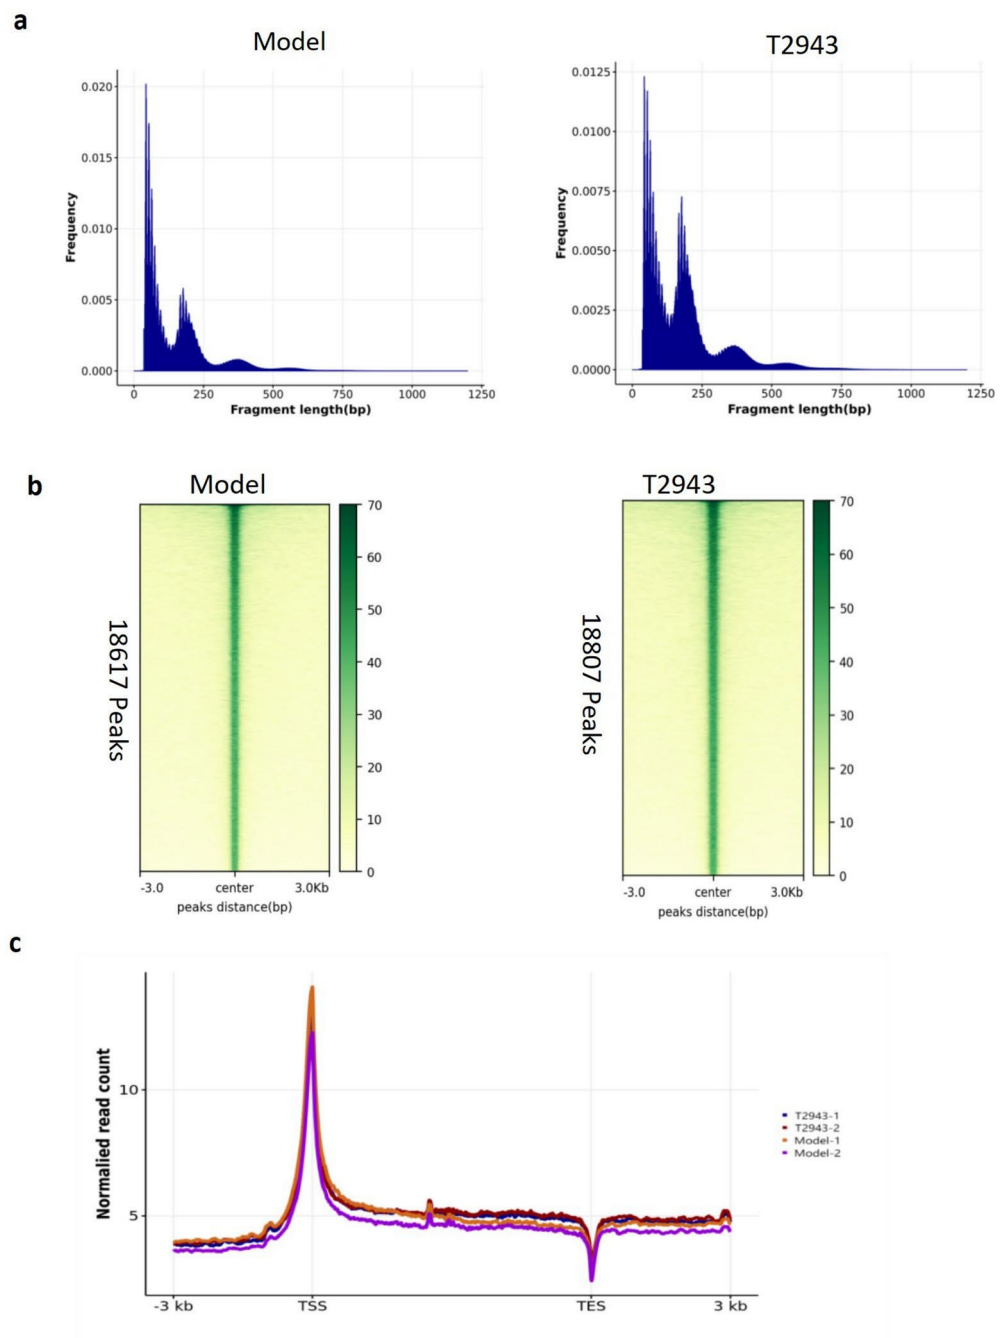 a
Model
T2943
0.020
0.015
0.010
0.005
0.000
Frequency
0
250
500
750
1000
1250
Fragment length(bp)
0.0125
0.0100
0.0075
0.0050
0.0025
0.0000
Frequency
0
250
500
750
1000
1250
Fragment length(bp)
b
Model
T2943
18617 Peaks
70
60
50
40
30
20
10
0
-3.0
center
3.0Kb
peaks distance(bp)
18807 Peaks
70
60
50
40
30
20
10
0
-3.0
center
3.0Kb
peaks distance(bp)
c
Normalied read count
10
5
-3 kb
TSS
TES
3 kb
T2943-1
T2943-2
Model-1
Model-2